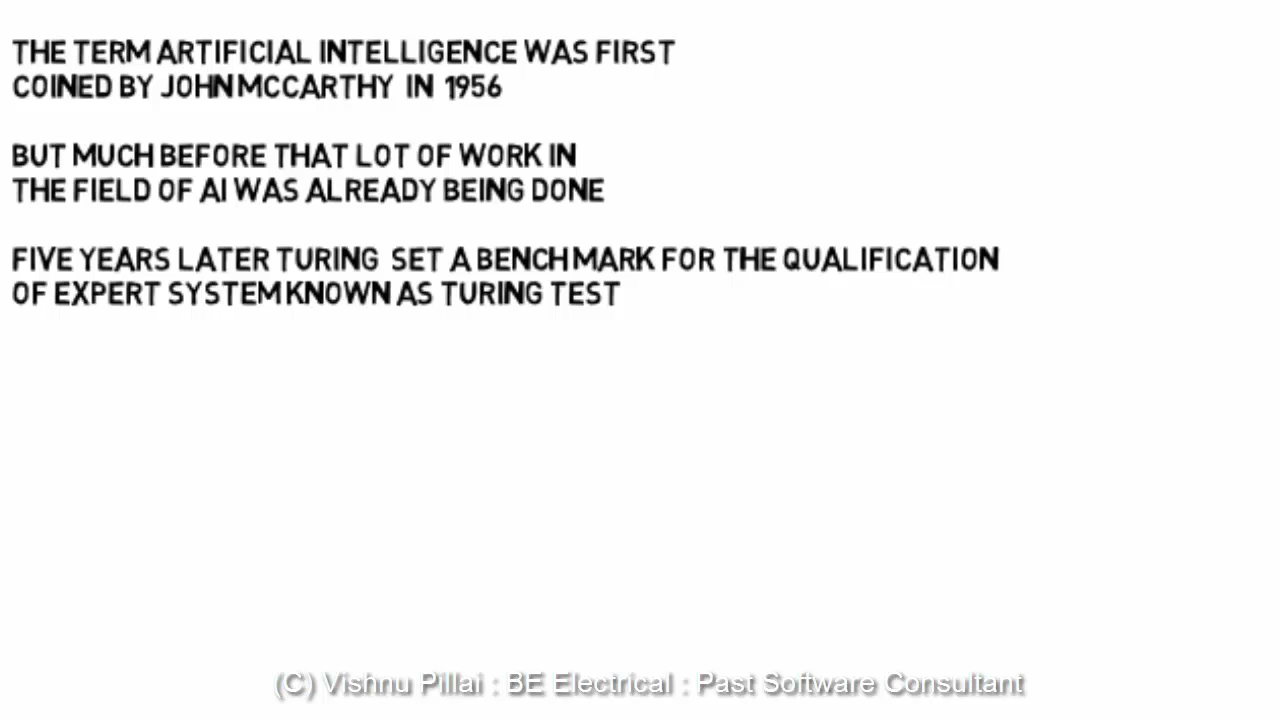 THE TERM ARTIFICIAL INTELLIGENCE WAS FIRST
COINED BY JOHN MCCARTHY IN 1956
BUT MUCH BEFORE THAT LOT OF WORK IN
THE FIELD OF AI WAS ALREADY BEING DONE
FIVE YEARS LATER TURING SET A BENCHMARK FOR THE QUALIFICATION
OF EXPERT SYSTEM KNOWN AS TURING TEST
(C) Vishnu Pillai : BE Electrical : Past Software Consultant